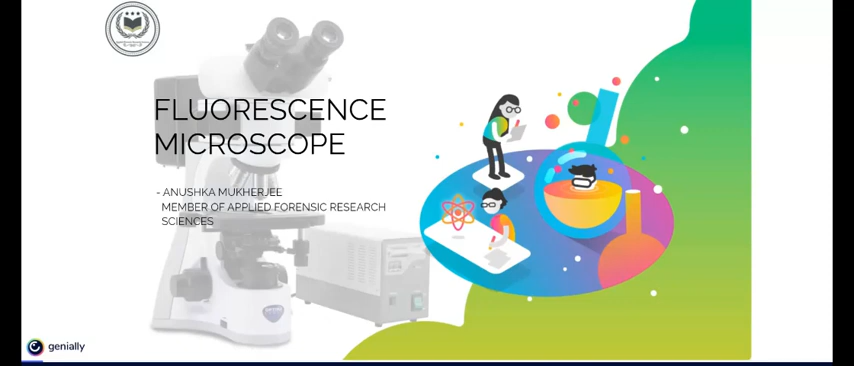 FLUORESCENCE
MICROSCOPE
- ANUSHKA MUKHERJEE
MEMBER OF APPLIED FORENSIC RESEARCH
SCIENCES
genially